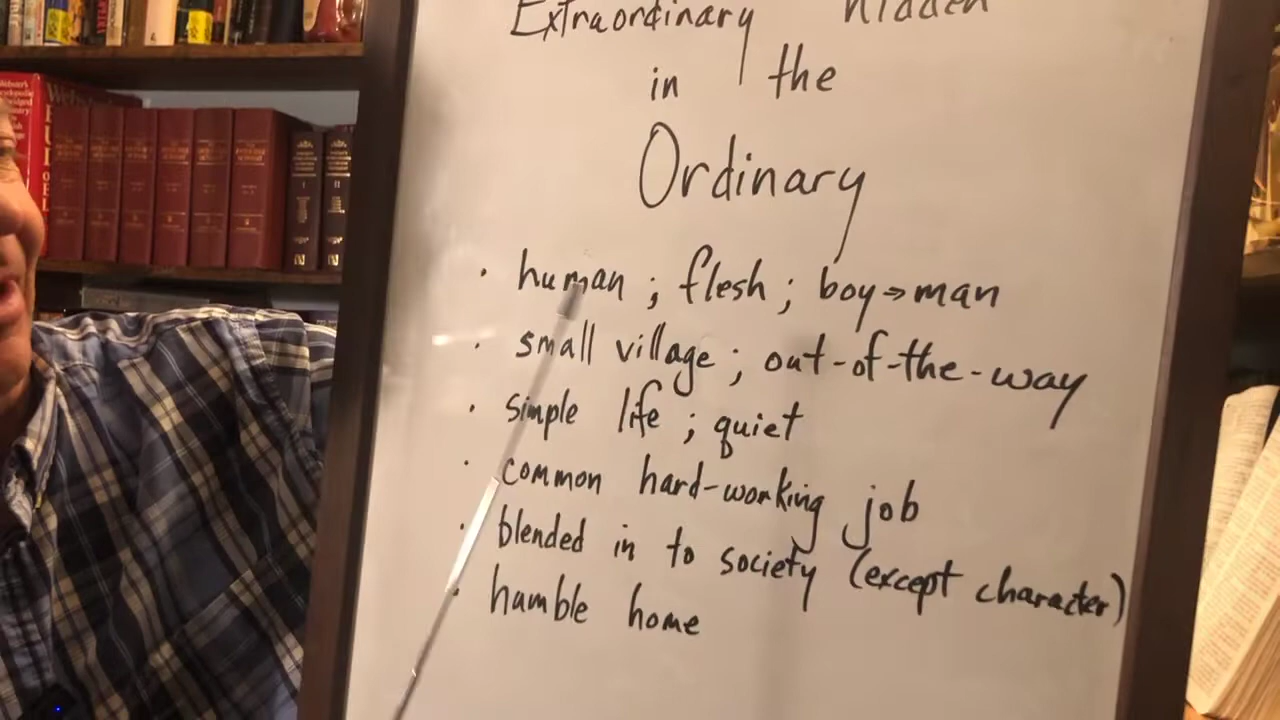 Extraordinary hidden
in the
Ordinary
· human ; flesh ; boy→man
· small village ; out-of-the-way
· simple life ; quiet
· common hard-working job
· blended in to society (except character)
· humble home
I
II
N
N